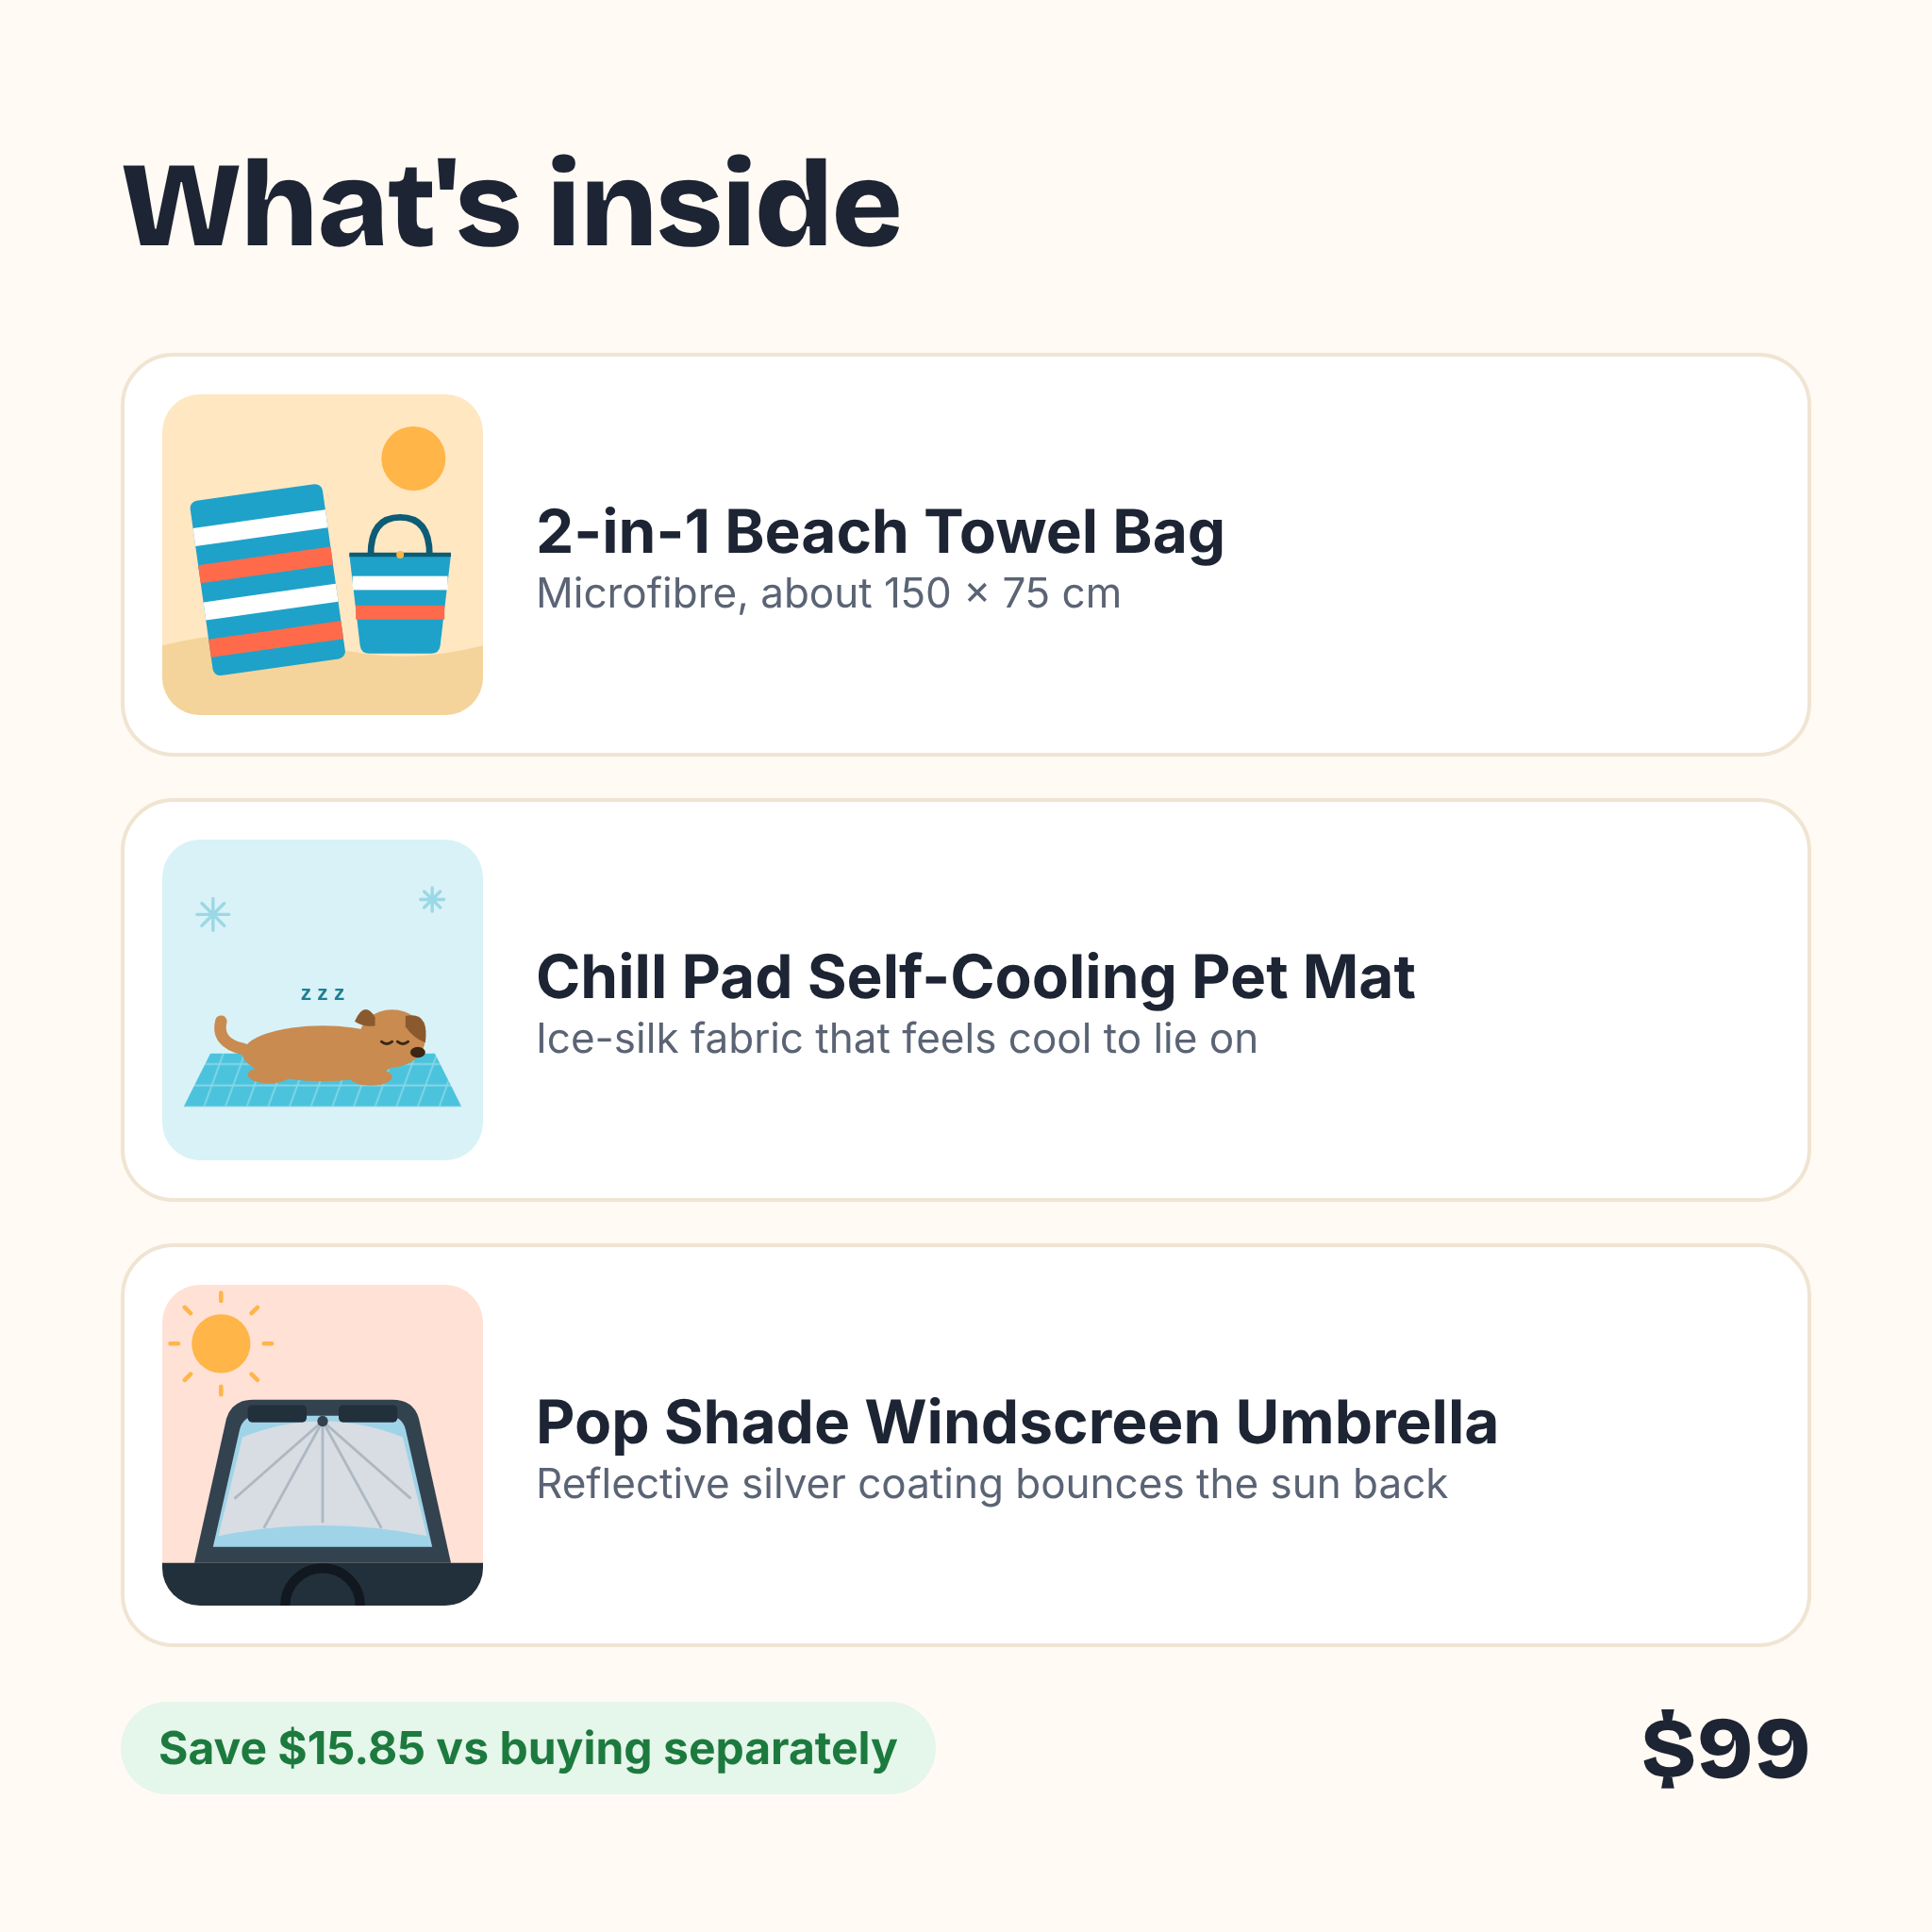 What's inside
2-in-1 Beach Towel Bag
Microfibre, about 150 × 75 cm
z z z
Chill Pad Self-Cooling Pet Mat
Ice-silk fabric that feels cool to lie on
Pop Shade Windscreen Umbrella
Reflective silver coating bounces the sun back
Save $15.85 vs buying separately
$99